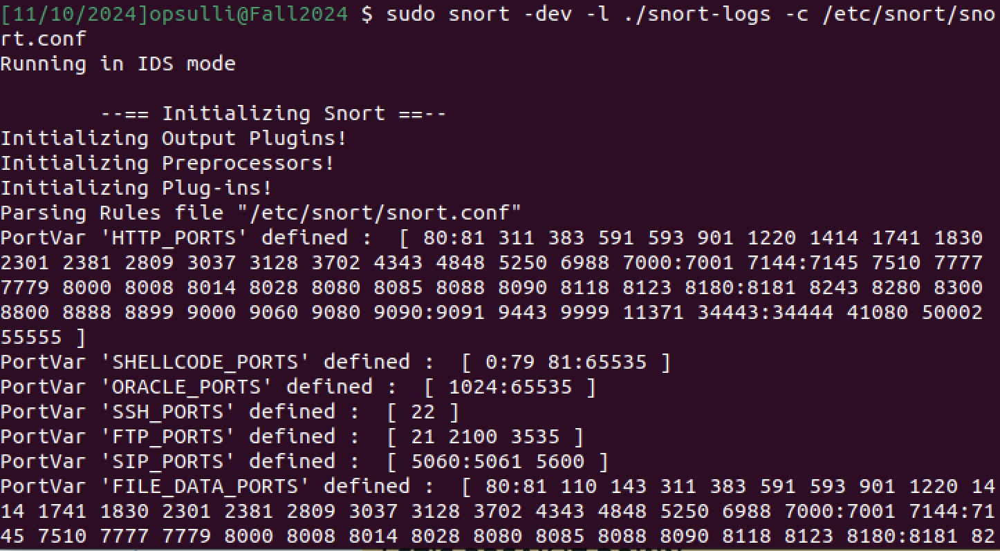 [11/10/2024]opsulli@Fall2024 $ sudo snort -dev -l ./snort-logs -c /etc/snort/sno
rt.conf
Running in IDS mode
--== Initializing Snort ==--
Initializing Output Plugins!
Initializing Preprocessors!
Initializing Plug-ins!
Parsing Rules file "/etc/snort/snort.conf"
PortVar 'HTTP_PORTS' defined :  [ 80:81 311 383 591 593 901 1220 1414 1741 1830
2301 2381 2809 3037 3128 3702 4343 4848 5250 6988 7000:7001 7144:7145 7510 7777
7779 8000 8008 8014 8028 8080 8085 8088 8090 8118 8123 8180:8181 8243 8280 8300
8800 8888 8899 9000 9060 9080 9090:9091 9443 9999 11371 34443:34444 41080 50002
55555 ]
PortVar 'SHELLCODE_PORTS' defined :  [ 0:79 81:65535 ]
PortVar 'ORACLE_PORTS' defined :  [ 1024:65535 ]
PortVar 'SSH_PORTS' defined :  [ 22 ]
PortVar 'FTP_PORTS' defined :  [ 21 2100 3535 ]
PortVar 'SIP_PORTS' defined :  [ 5060:5061 5600 ]
PortVar 'FILE_DATA_PORTS' defined :  [ 80:81 110 143 311 383 591 593 901 1220 14
14 1741 1830 2301 2381 2809 3037 3128 3702 4343 4848 5250 6988 7000:7001 7144:71
45 7510 7777 7779 8000 8008 8014 8028 8080 8085 8088 8090 8118 8123 8180:8181 82